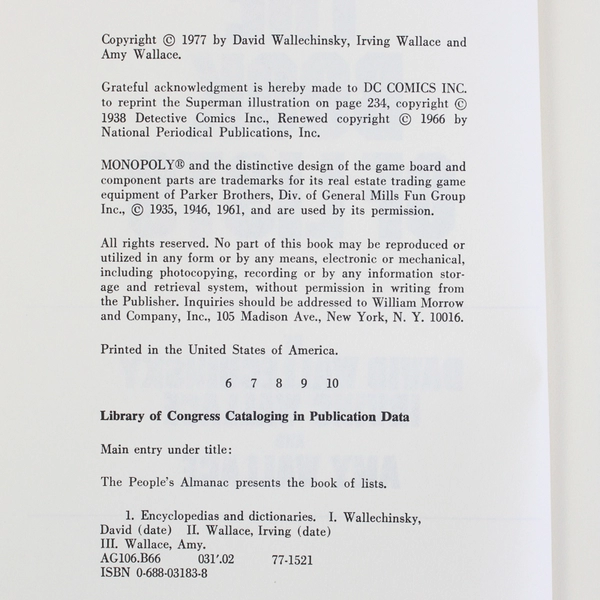 Copyright © 1977 by David Wallechinsky, Irving Wallace and
Amy Wallace.
Grateful acknowledgment is hereby made to DC COMICS INC.
to reprint the Superman illustration on page 234, copyright ©
1938 Detective Comics Inc., Renewed copyright © 1966 by
National Periodical Publications, Inc.
MONOPOLY® and the distinctive design of the game board and
component parts are trademarks for its real estate trading game
equipment of Parker Brothers, Div. of General Mills Fun Group
Inc., © 1935, 1946, 1961, and are used by its permission.
All rights reserved. No part of this book may be reproduced or
utilized in any form or by any means, electronic or mechanical,
including photocopying, recording or by any information stor-
age and retrieval system, without permission in writing from
the Publisher. Inquiries should be addressed to William Morrow
and Company, Inc., 105 Madison Ave., New York, N. Y. 10016.
Printed in the United States of America.
6 7 8 9 10
Library of Congress Cataloging in Publication Data
Main entry under title:
The People's Almanac presents the book of lists.
1. Encyclopedias and dictionaries. I. Wallechinsky,
David (date) II. Wallace, Irving (date)
III. Wallace, Amy.
AG106.B66 031'.02 77-1521
ISBN 0-688-03183-8